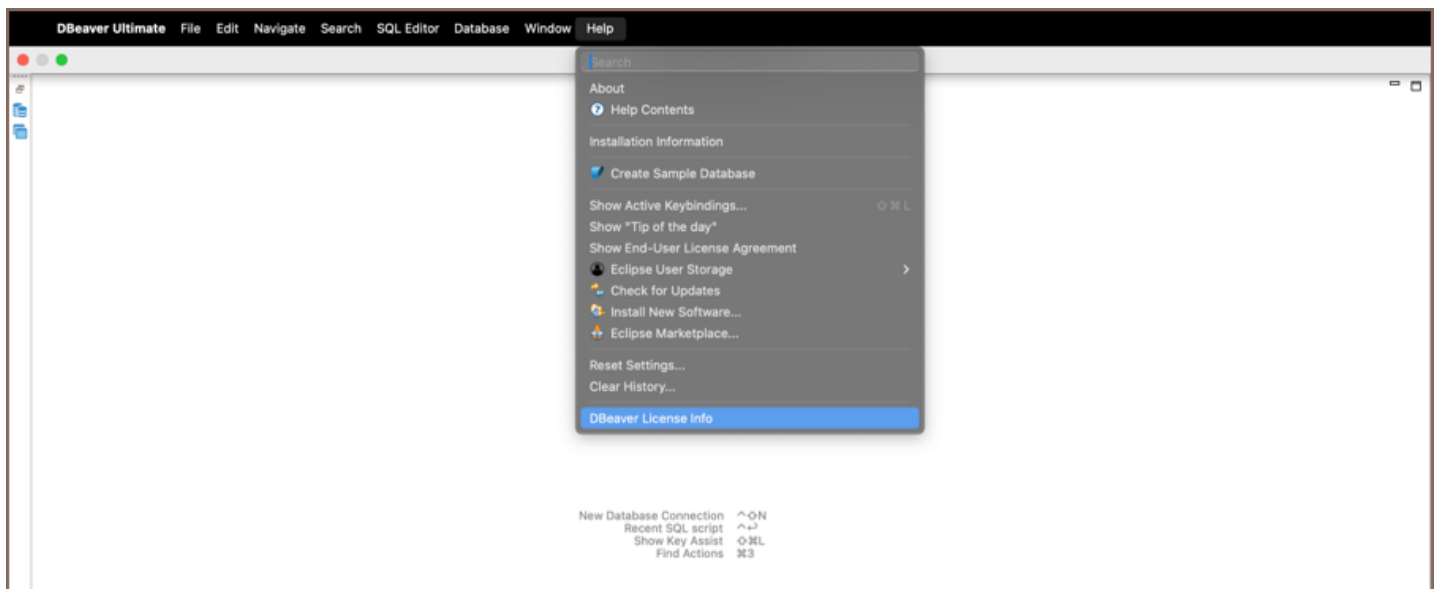 DBeaver Ultimate File Edit Navigate Search SQL Editor Database Window Help
Search
About
Help Contents
Installation Information
Create Sample Database
Show Active Keybindings... ⇧⌘L
Show "Tip of the day"
Show End-User License Agreement
Eclipse User Storage
Check for Updates
Install New Software...
Eclipse Marketplace...
Reset Settings...
Clear History...
DBeaver License Info
New Database Connection ^⇧N
Recent SQL script ^⏎
Show Key Assist ⇧⌘L
Find Actions ⌘3